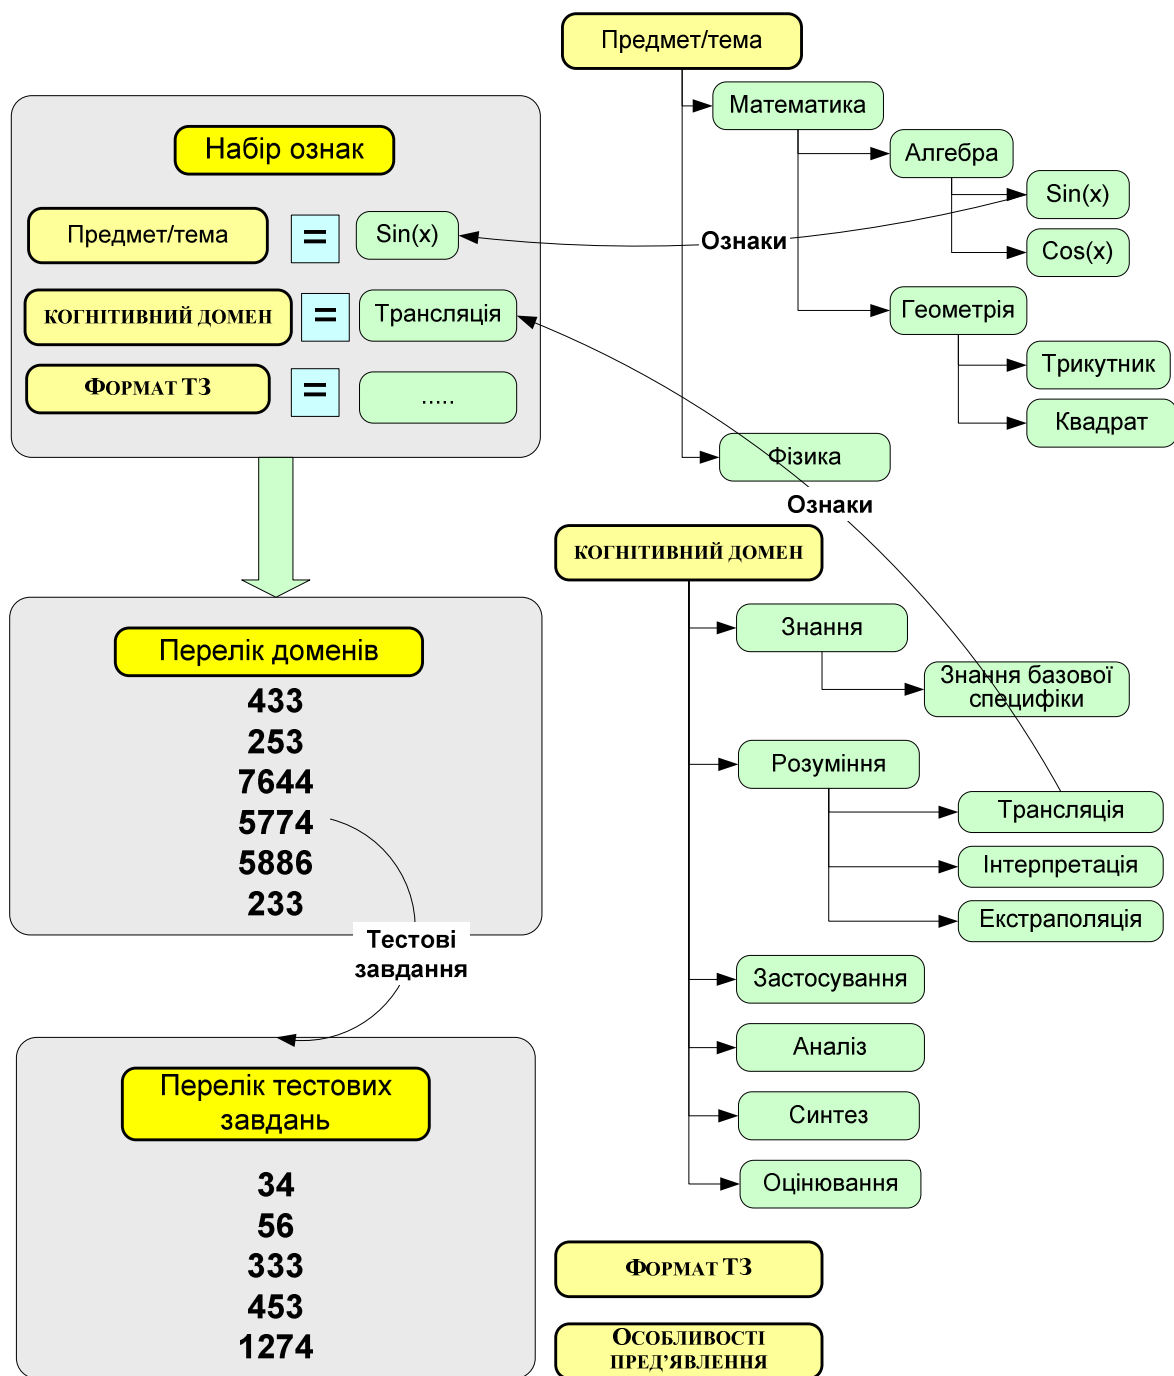 Набір ознак
Предмет/тема
=
Sin(x)
КОГНІТИВНИЙ ДОМЕН
=
Трансляція
ФОРМАТ ТЗ
=
.....
Перелік доменів
433
253
7644
5774
5886
233
Тестові
завдання
Перелік тестових
завдань
34
56
333
453
1274
Предмет/тема
Математика
Алгебра
Sin(x)
Ознаки
Cos(x)
Геометрія
Трикутник
Квадрат
Фізика
Ознаки
КОГНІТИВНИЙ ДОМЕН
Знання
Знання базової
специфіки
Розуміння
Трансляція
Інтерпретація
Екстраполяція
Застосування
Аналіз
Синтез
Оцінювання
ФОРМАТ ТЗ
ОСОБЛИВОСТІ
ПРЕД’ЯВЛЕННЯ